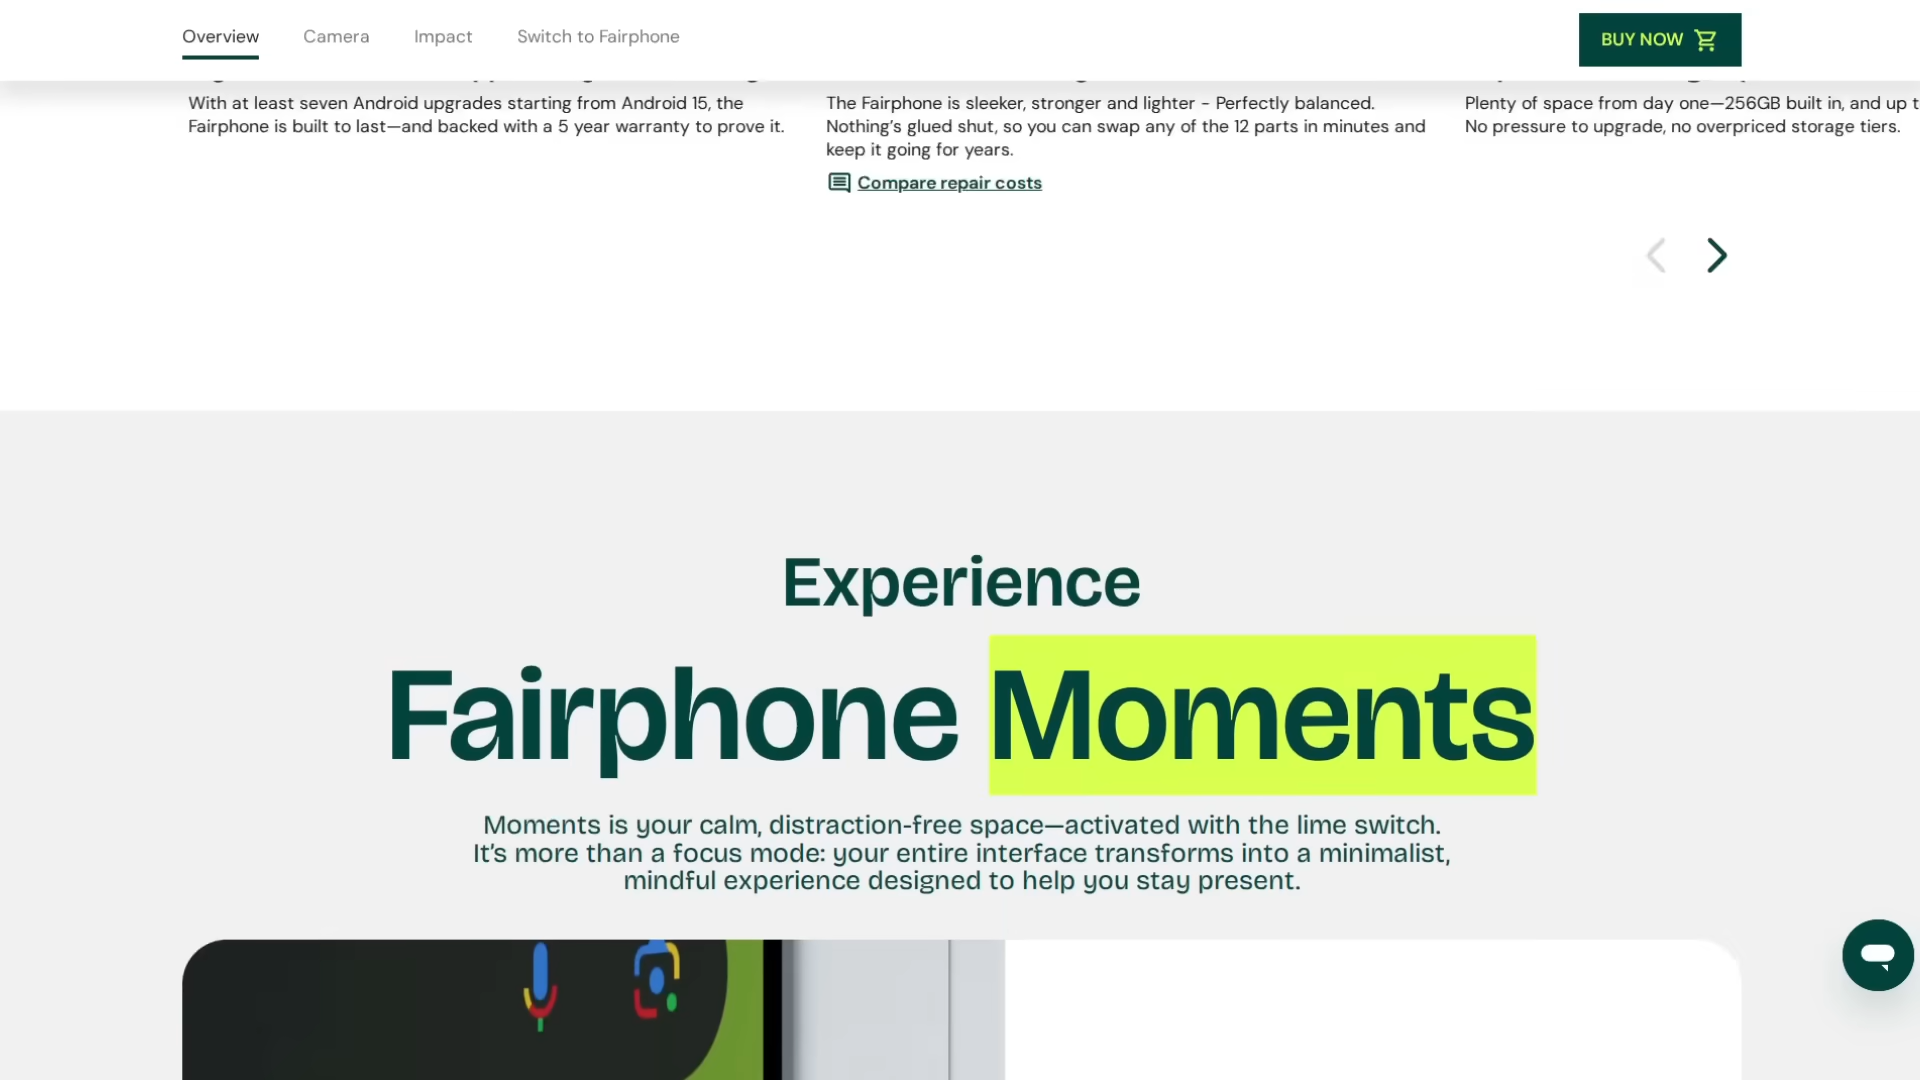 Overview Camera Impact Switch to Fairphone BUY NOW
With at least seven Android upgrades starting from Android 15, the
Fairphone is built to last—and backed with a 5 year warranty to prove it.
The Fairphone is sleeker, stronger and lighter - Perfectly balanced.
Nothing’s glued shut, so you can swap any of the 12 parts in minutes and
keep it going for years.
Compare repair costs
Plenty of space from day one—256GB built in, and up
No pressure to upgrade, no overpriced storage tiers.
Experience
Fairphone Moments
Moments is your calm, distraction-free space—activated with the lime switch.
It’s more than a focus mode: your entire interface transforms into a minimalist,
mindful experience designed to help you stay present.